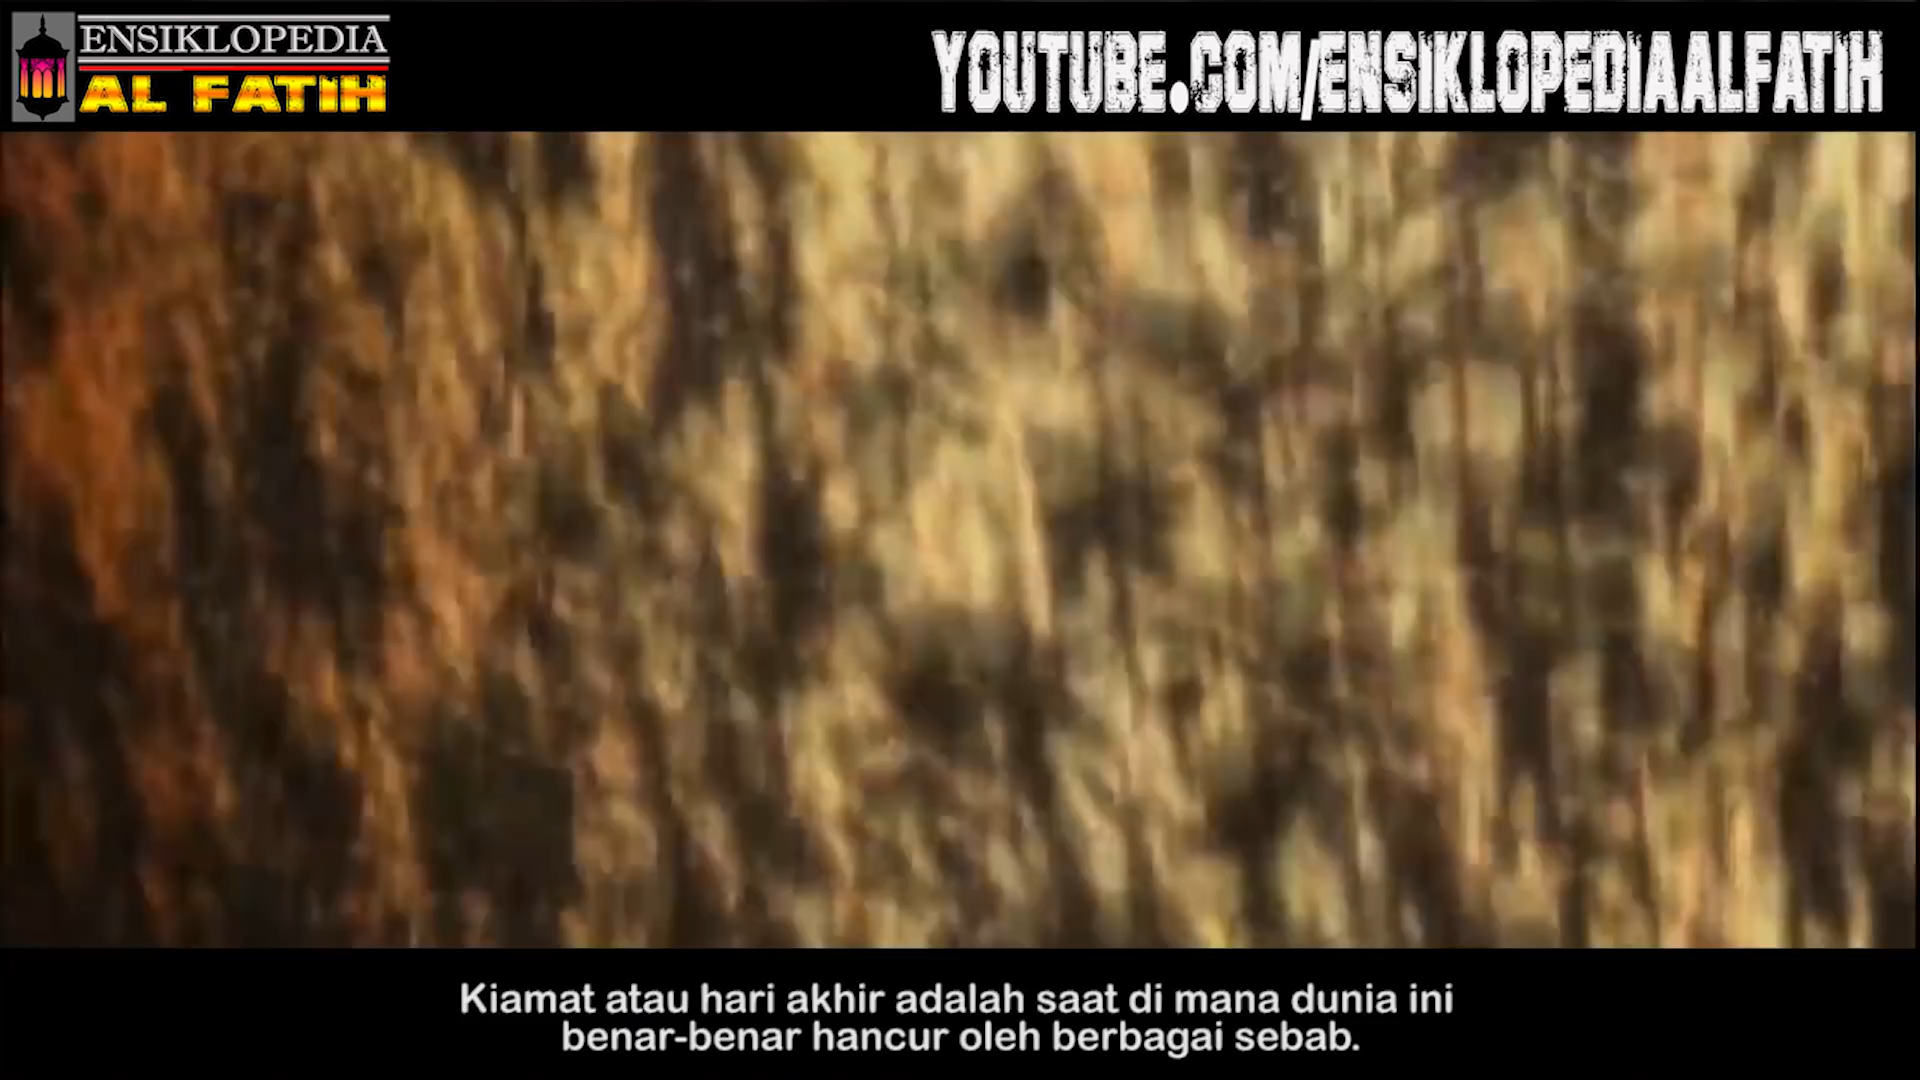 ENSIKLOPEDIA
AL FATIH
YOUTUBE.COM/ENSIKLOPEDIAALFATIH
Kiamat atau hari akhir adalah saat di mana dunia ini
benar-benar hancur oleh berbagai sebab.